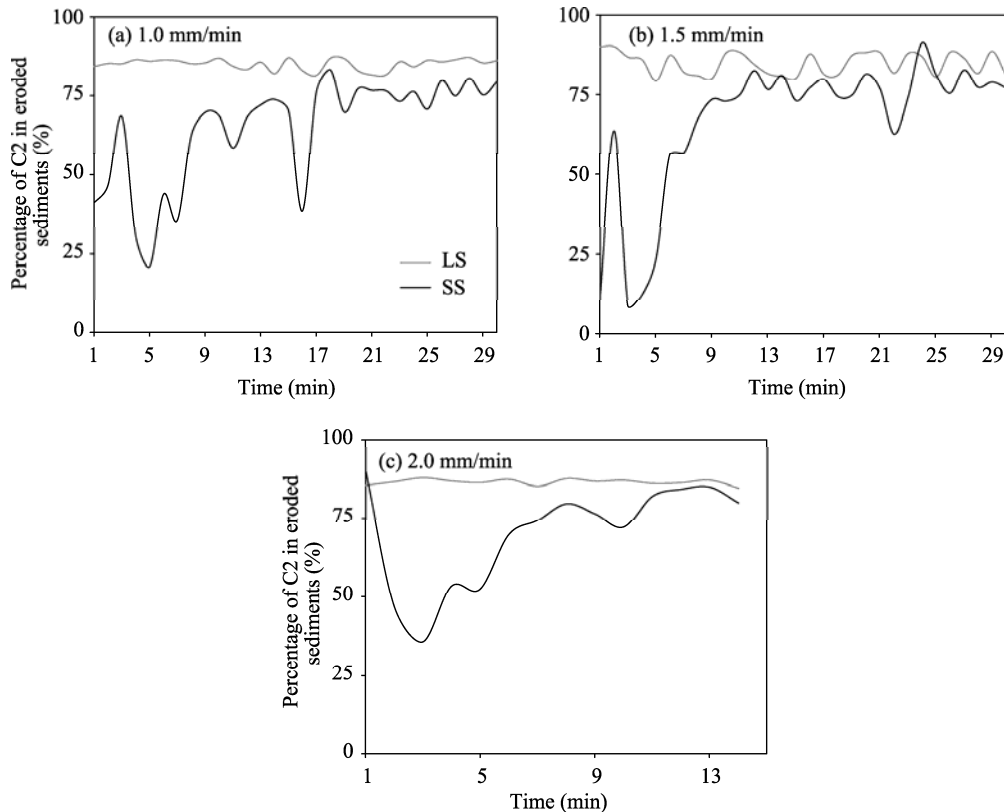 (a) 1.0 mm/min
Percentage of C2 in eroded
sediments (%)
100
75
50
25
0
LS
SS
1 5 9 13 17 21 25 29
Time (min)
(b) 1.5 mm/min
100
75
50
25
0
1 5 9 13 17 21 25 29
Time (min)
(c) 2.0 mm/min
Percentage of C2 in eroded
sediments (%)
100
75
50
25
0
1 5 9 13
Time (min)